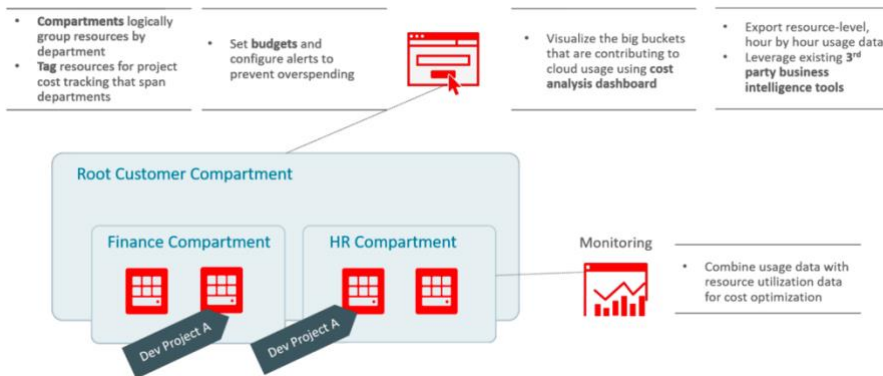 • Compartments logically
group resources by
department
• Tag resources for project
cost tracking that span
departments
• Set budgets and
configure alerts to
prevent overspending
• Visualize the big buckets
that are contributing to
cloud usage using cost
analysis dashboard
• Export resource-level,
hour by hour usage data
• Leverage existing 3rd
party business
intelligence tools
Root Customer Compartment
Finance Compartment
HR Compartment
Dev Project A
Dev Project A
Monitoring
• Combine usage data with
resource utilization data
for cost optimization